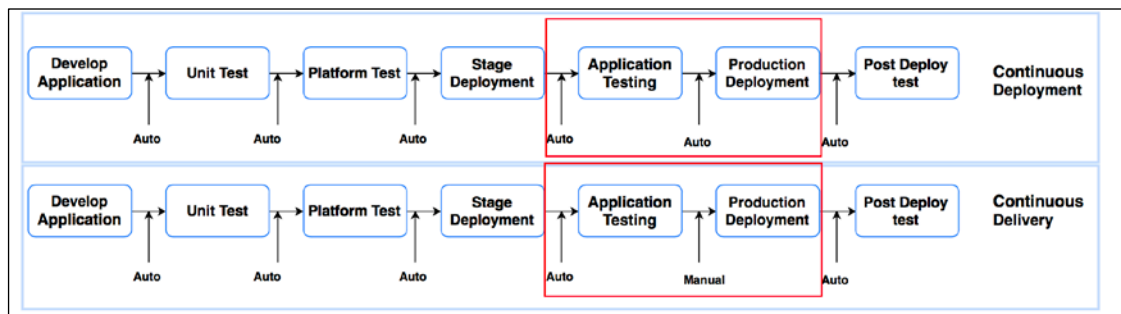 Develop
Application
Unit Test
Platform Test
Stage
Deployment
Application
Testing
Production
Deployment
Post Deploy
test
Continuous
Deployment
Auto
Auto
Auto
Auto
Auto
Auto
Develop
Application
Unit Test
Platform Test
Stage
Deployment
Application
Testing
Production
Deployment
Post Deploy
test
Continuous
Delivery
Auto
Auto
Auto
Auto
Manual
Auto